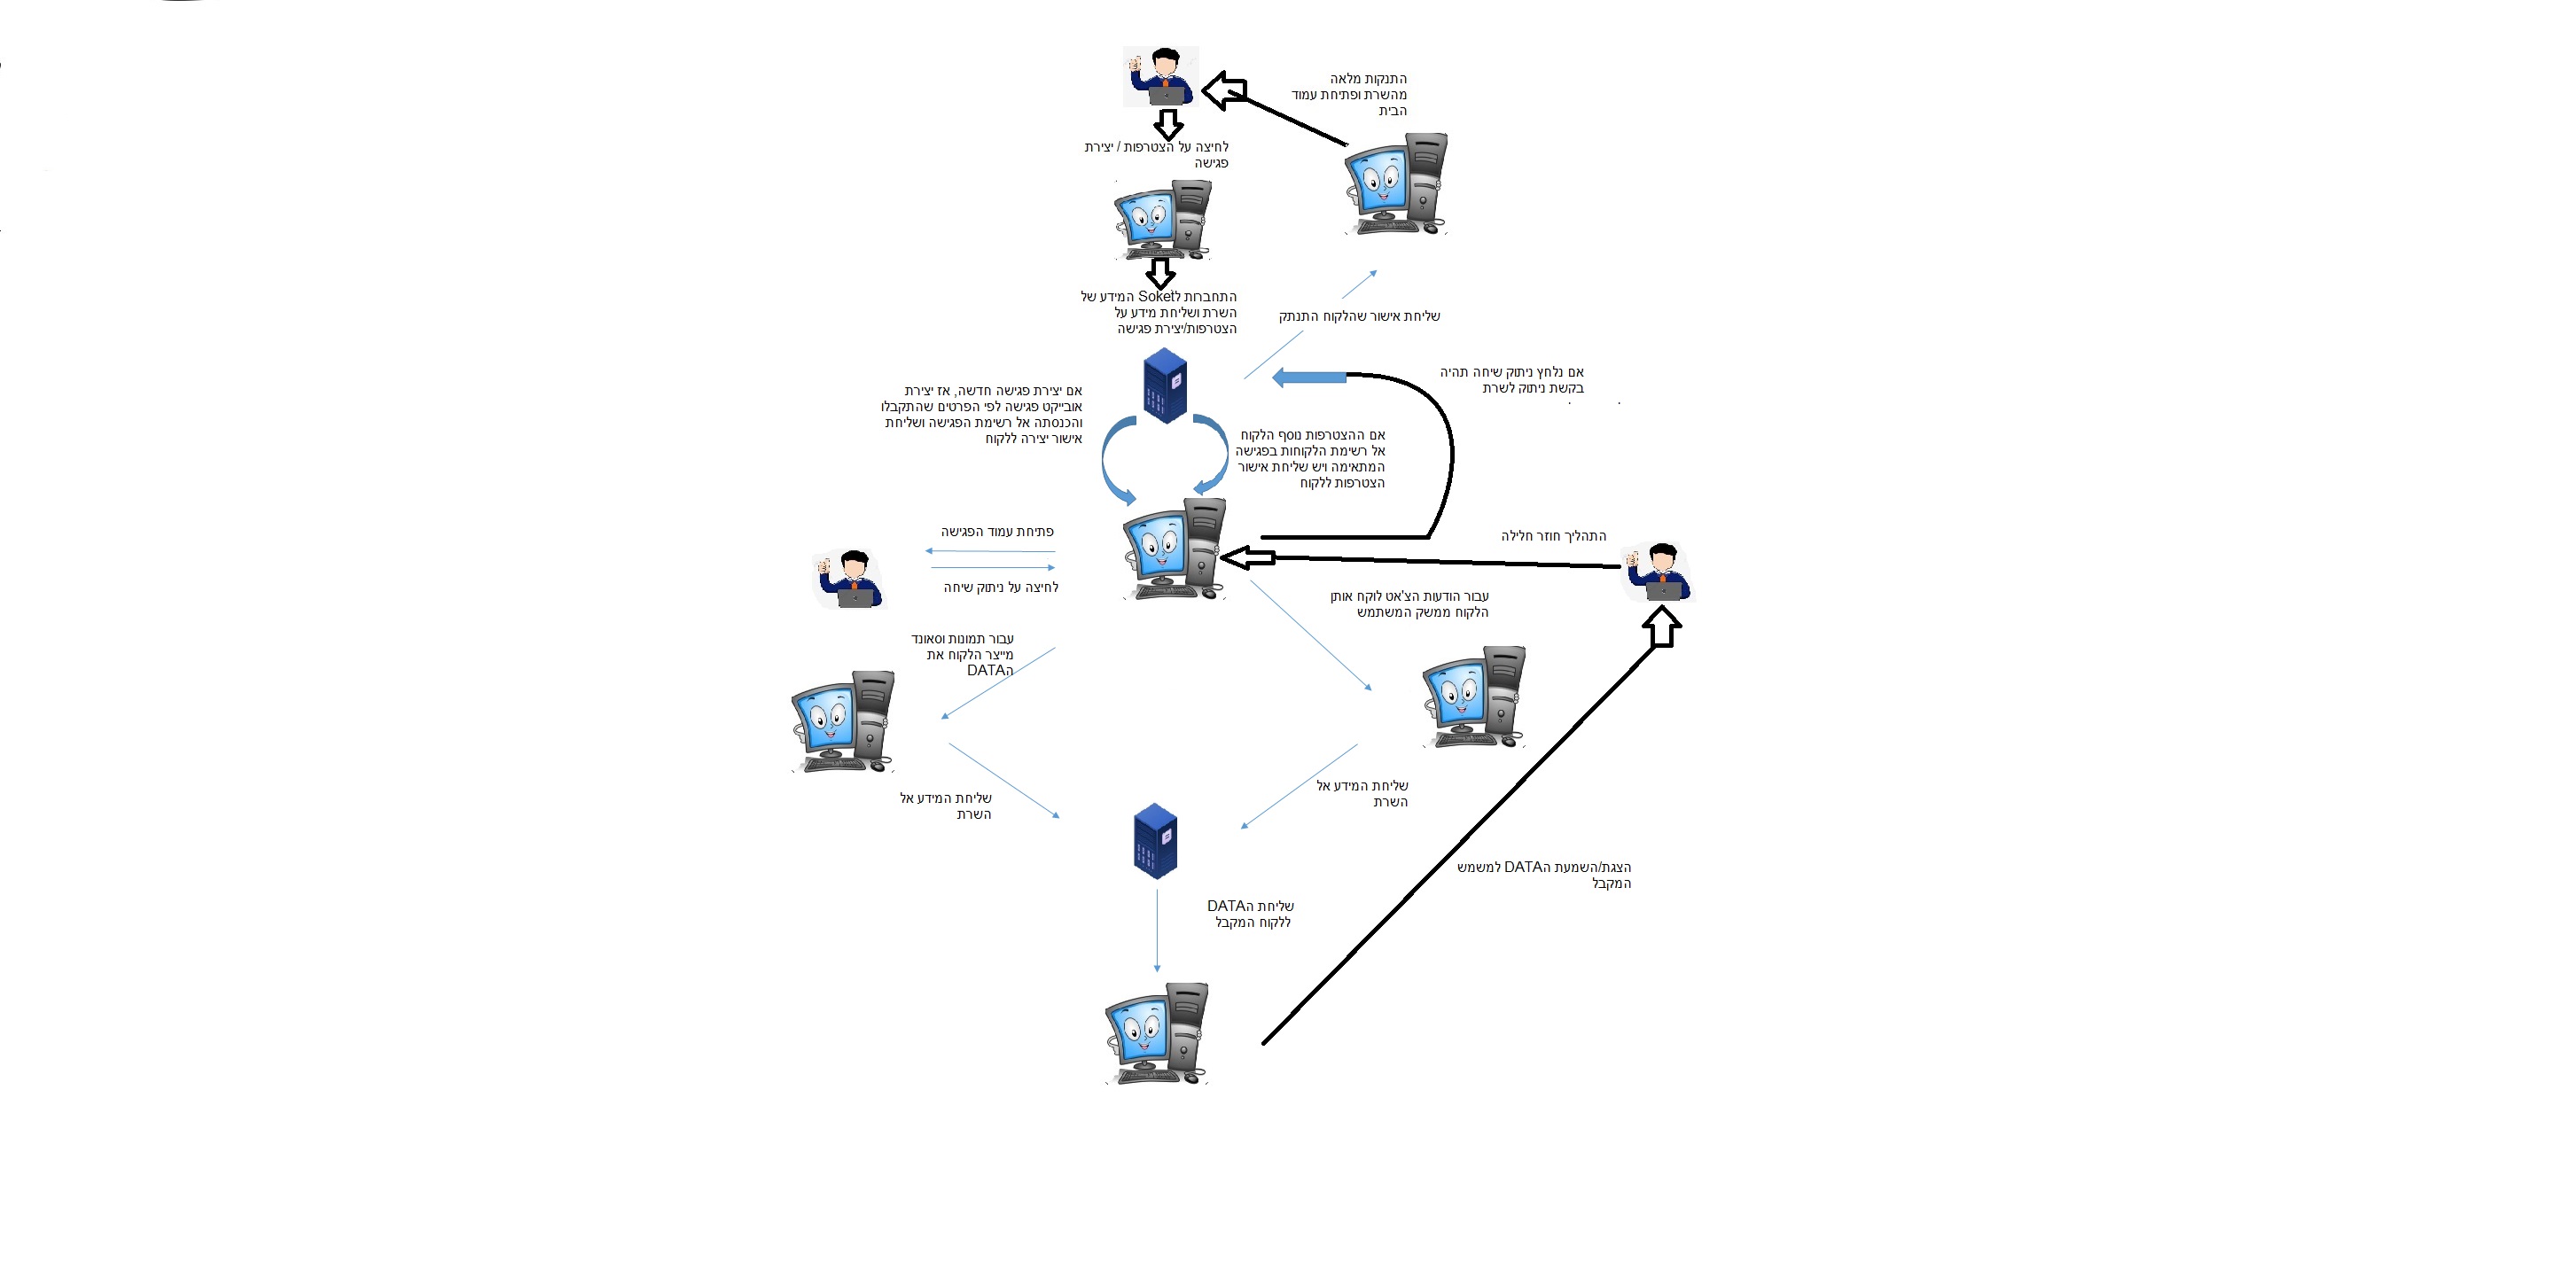 התנקות מלאה
מהשרת ופתיחת עמוד
הבית
לחיצה על הצטרפות / יצירת
פגישה
התחברות לSoket המידע של
השרת ושליחת מידע על
הצטרפות/יצירת פגישה
שליחת אישור שהלקוח התנתק
אם נלחץ ניתוק שיחה תהיה
בקשת ניתוק לשרת
אם יצירת פגישה חדשה, אז יצירת
אובייקט פגישה לפי הפרטים שהתקבלו
והכנסתה אל רשימת הפגישה ושליחת
אישור יצירה ללקוח
אם ההצטרפות נוסף הלקוח
אל רשימת הלקוחות בפגישה
המתאימה ויש שליחת אישור
הצטרפות ללקוח
פתיחת עמוד הפגישה
לחיצה על ניתוק שיחה
התהליך חוזר חלילה
עבור הודעות הצ'אט לוקח אותן
הלקוח ממשק המשתמש
עבור תמונות וסאונד
מייצר הלקוח את
הDATA
שליחת המידע אל
השרת
שליחת המידע אל
השרת
הצגת/השמעת הDATA למשמש
המקבל
שליחת הDATA
ללקוח המקבל